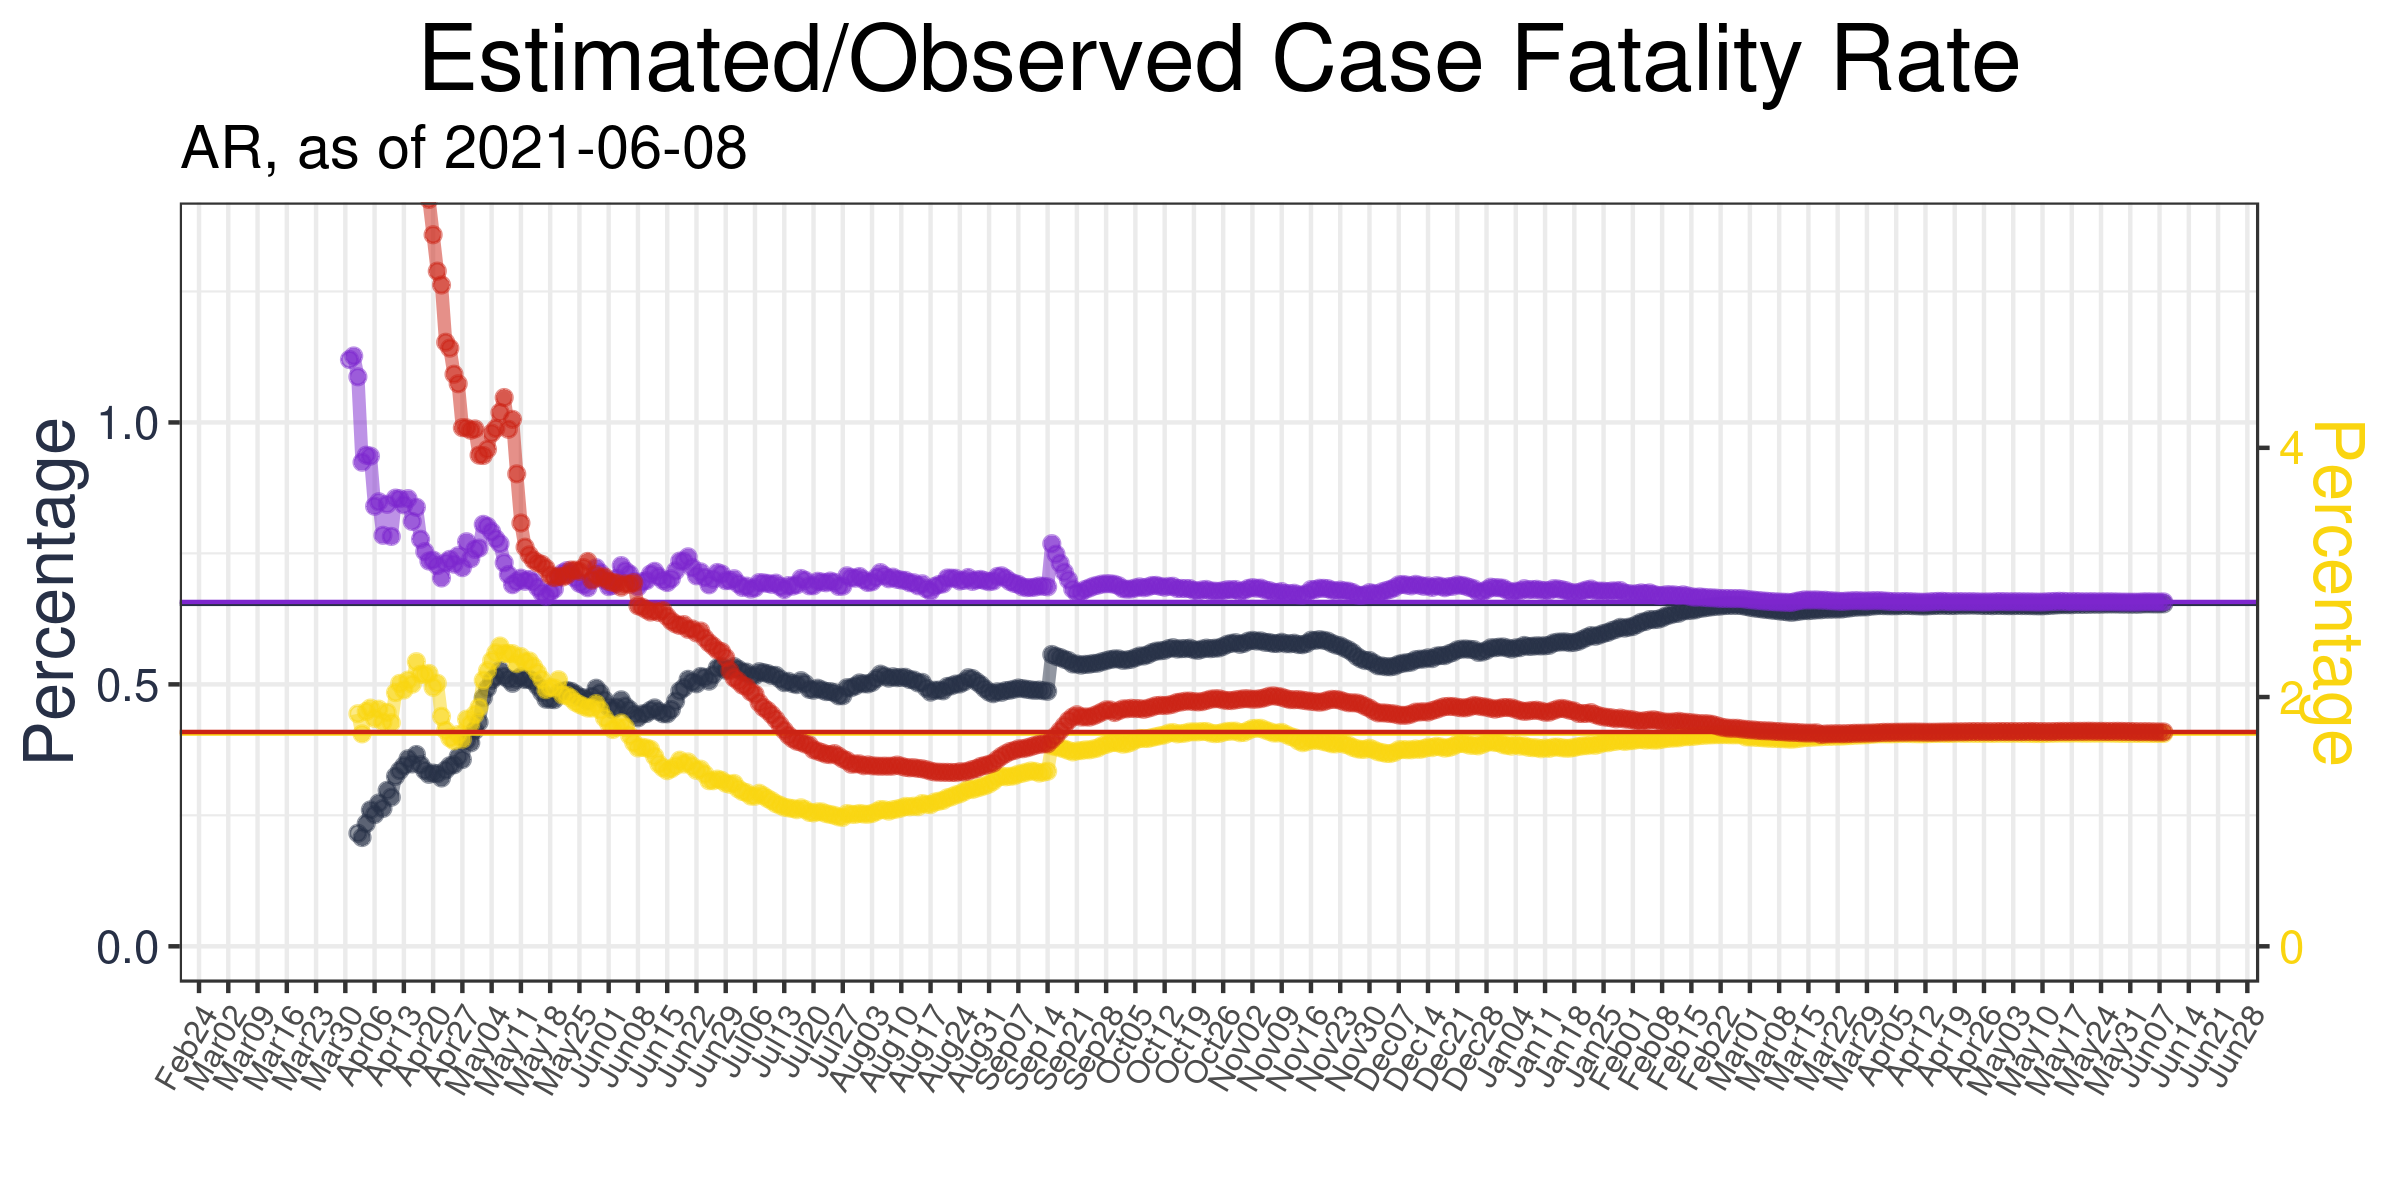 Estimated/Observed Case Fatality Rate
AR, as of 2021-06-08
Percentage
1.0
0.5
0.0
4
2
0
Percentage
Feb24
Mar02
Mar09
Mar16
Mar23
Mar30
Apr06
Apr13
Apr20
Apr27
May04
May11
May18
May25
Jun01
Jun08
Jun15
Jun22
Jun29
Jul06
Jul13
Jul20
Jul27
Aug03
Aug10
Aug17
Aug24
Aug31
Sep07
Sep14
Sep21
Sep28
Oct05
Oct12
Oct19
Oct26
Nov02
Nov09
Nov16
Nov23
Nov30
Dec07
Dec14
Dec21
Dec28
Jan04
Jan11
Jan18
Jan25
Feb01
Feb08
Feb15
Feb22
Mar01
Mar08
Mar15
Mar22
Mar29
Apr05
Apr12
Apr19
Apr26
May03
May10
May17
May24
May31
Jun07
Jun14
Jun21
Jun28